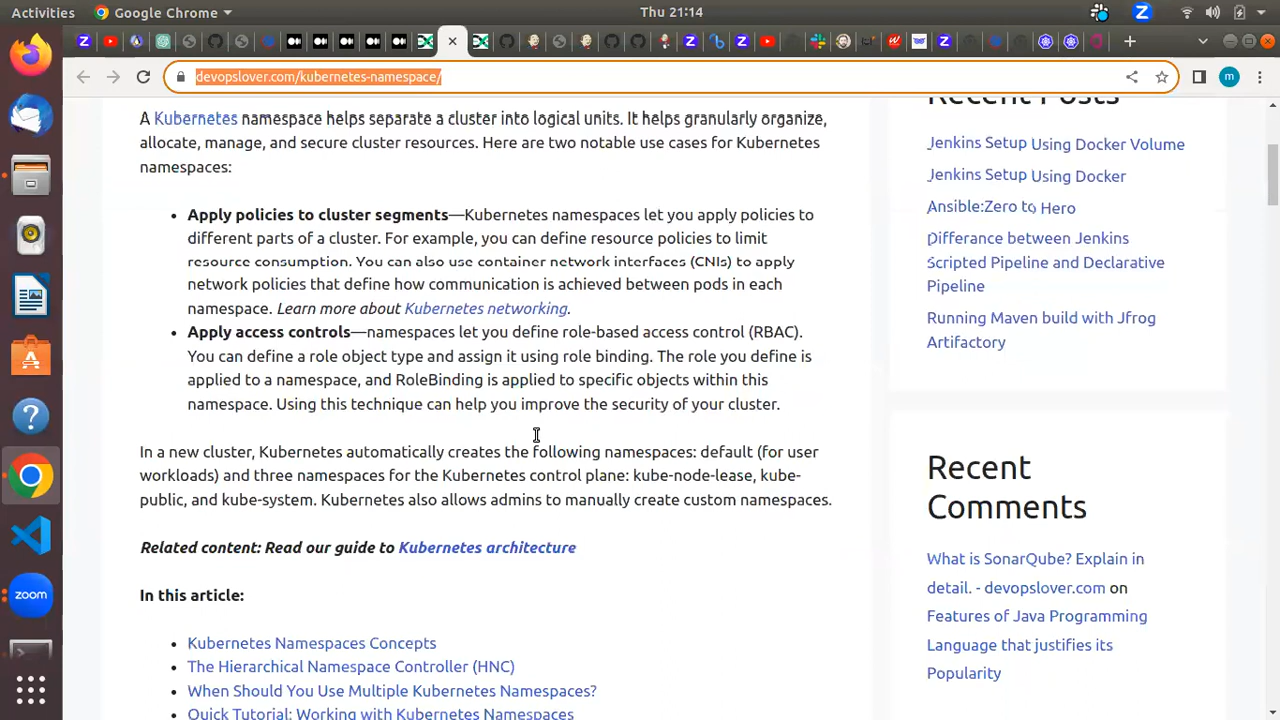 Activities
Google Chrome
Thu 21:14
devopslover.com/kubernetes-namespace/
m
A Kubernetes namespace helps separate a cluster into logical units. It helps granularly organize,
allocate, manage, and secure cluster resources. Here are two notable use cases for Kubernetes
namespaces:
• Apply policies to cluster segments—Kubernetes namespaces let you apply policies to
different parts of a cluster. For example, you can define resource policies to limit
resource consumption. You can also use container network interfaces (CNIs) to apply
network policies that define how communication is achieved between pods in each
namespace. Learn more about Kubernetes networking.
• Apply access controls—namespaces let you define role-based access control (RBAC).
You can define a role object type and assign it using role binding. The role you define is
applied to a namespace, and RoleBinding is applied to specific objects within this
namespace. Using this technique can help you improve the security of your cluster.
In a new cluster, Kubernetes automatically creates the following namespaces: default (for user
workloads) and three namespaces for the Kubernetes control plane: kube-node-lease, kube-
public, and kube-system. Kubernetes also allows admins to manually create custom namespaces.
Related content: Read our guide to Kubernetes architecture
In this article:
• Kubernetes Namespaces Concepts
• The Hierarchical Namespace Controller (HNC)
• When Should You Use Multiple Kubernetes Namespaces?
• Quick Tutorial: Working with Kubernetes Namespaces
Recent Posts
Jenkins Setup Using Docker Volume
Jenkins Setup Using Docker
Ansible:Zero to Hero
Differance between Jenkins
Scripted Pipeline and Declarative
Pipeline
Running Maven build with Jfrog
Artifactory
Recent
Comments
What is SonarQube? Explain in
detail. - devopslover.com on
Features of Java Programming
Language that justifies its
Popularity
zoom